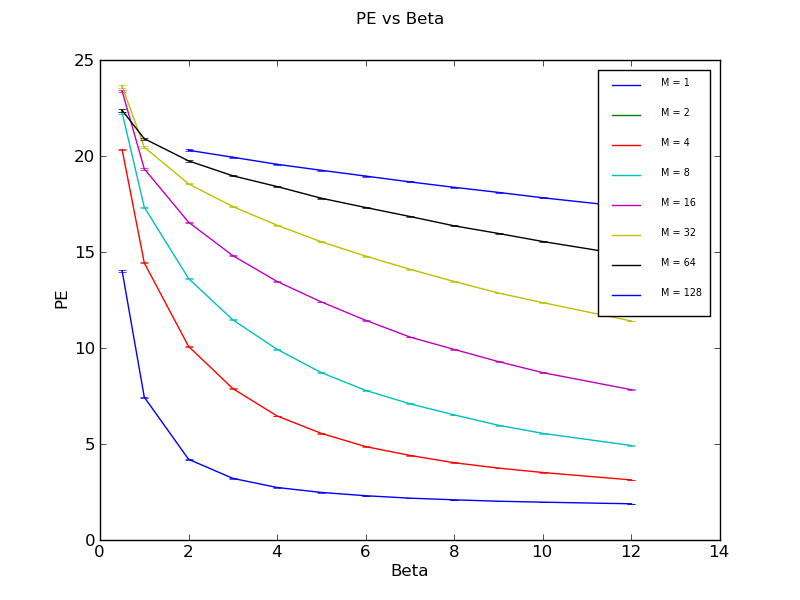 PE vs Beta
25
20
15
10
5
0
PE
0 2 4 6 8 10 12 14
Beta
M = 1
M = 2
M = 4
M = 8
M = 16
M = 32
M = 64
M = 128